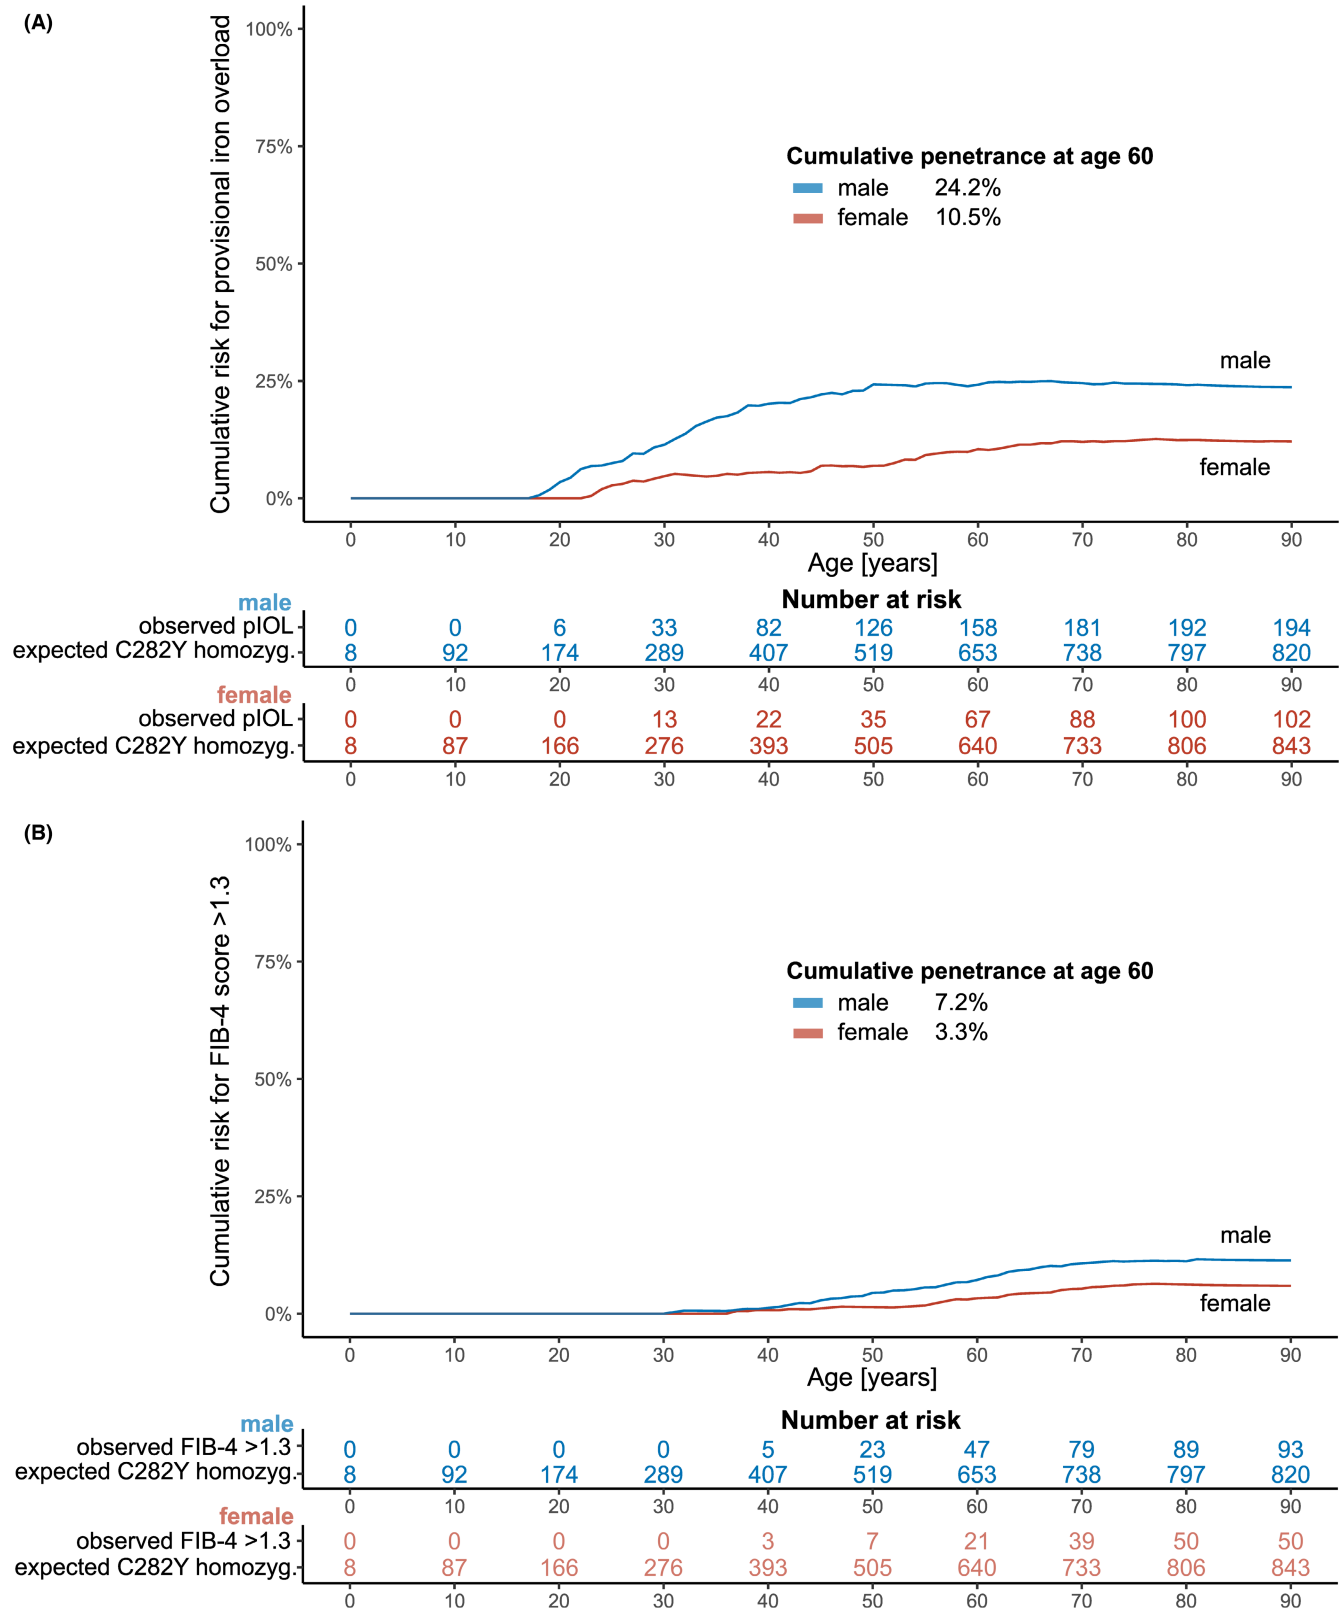 (A)
Cumulative risk for provisional iron overload
100%
75%
50%
25%
0%
Cumulative penetrance at age 60
male 24.2%
female 10.5%
male
female
0 10 20 30 40 50 60 70 80 90
Age [years]
male Number at risk
observed pIOL 0 0 6 33 82 126 158 181 192 194
expected C282Y homozyg. 8 92 174 289 407 519 653 738 797 820
0 10 20 30 40 50 60 70 80 90
female
observed pIOL 0 0 0 13 22 35 67 88 100 102
expected C282Y homozyg. 8 87 166 276 393 505 640 733 806 843
0 10 20 30 40 50 60 70 80 90
(B)
Cumulative risk for FIB-4 score >1.3
100%
75%
50%
25%
0%
Cumulative penetrance at age 60
male 7.2%
female 3.3%
male
female
0 10 20 30 40 50 60 70 80 90
Age [years]
male Number at risk
observed FIB-4 >1.3 0 0 0 0 5 23 47 79 89 93
expected C282Y homozyg. 8 92 174 289 407 519 653 738 797 820
0 10 20 30 40 50 60 70 80 90
female
observed FIB-4 >1.3 0 0 0 0 3 7 21 39 50 50
expected C282Y homozyg. 8 87 166 276 393 505 640 733 806 843
0 10 20 30 40 50 60 70 80 90